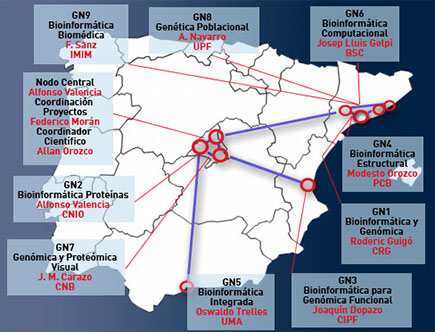 GN9
Bioinformática
Biomédica
F. Sanz
IMIM
GN8
Genética Poblacional
A. Navarro
UPF
GN6
Bioinformática
Computacional
Josep Lluis Gelpí
BSC
Nodo Central
Alfonso Valencia
Coordinación
Proyectos
Federico Morán
Coordinador
Científico
Allan Orozco
GN4
Bioinformática
Estructural
Modesto Orozco
PCB
GN2
Bioinformática Proteínas
Alfonso Valencia
CNIO
GN1
Bioinformática y
Genómica
Roderic Guigó
CRG
GN7
Genómica y Proteómica
Visual
J. M. Carazo
CNB
GN5
Bioinformática
Integrada
Oswaldo Trelles
UMA
GN3
Bioinformática para
Genómica Funcional
Joaquín Dopazo
CIPF